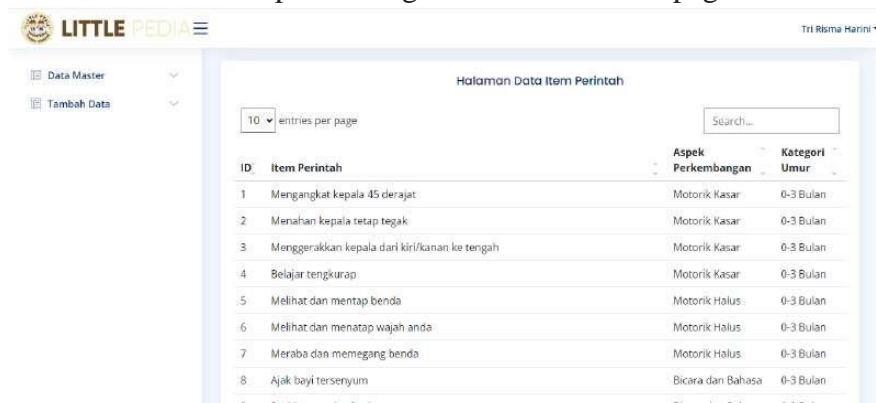 LITTLE PEDIA
Tri Risma Harini
Data Master
Tambah Data
Halaman Data Item Perintah
10 entries per page
Search...
ID Item Perintah Aspek Perkembangan Kategori Umur
1 Mengangkat kepala 45 derajat Motorik Kasar 0-3 Bulan
2 Menahan kepala tetap tegak Motorik Kasar 0-3 Bulan
3 Menggerakkan kepala dari kiri/kanan ke tengah Motorik Kasar 0-3 Bulan
4 Belajar tengkurap Motorik Kasar 0-3 Bulan
5 Melihat dan mentap benda Motorik Halus 0-3 Bulan
6 Melihat dan menatap wajah anda Motorik Halus 0-3 Bulan
7 Meraba dan memegang benda Motorik Halus 0-3 Bulan
8 Ajak bayi tersenyum Bicara dan Bahasa 0-3 Bulan